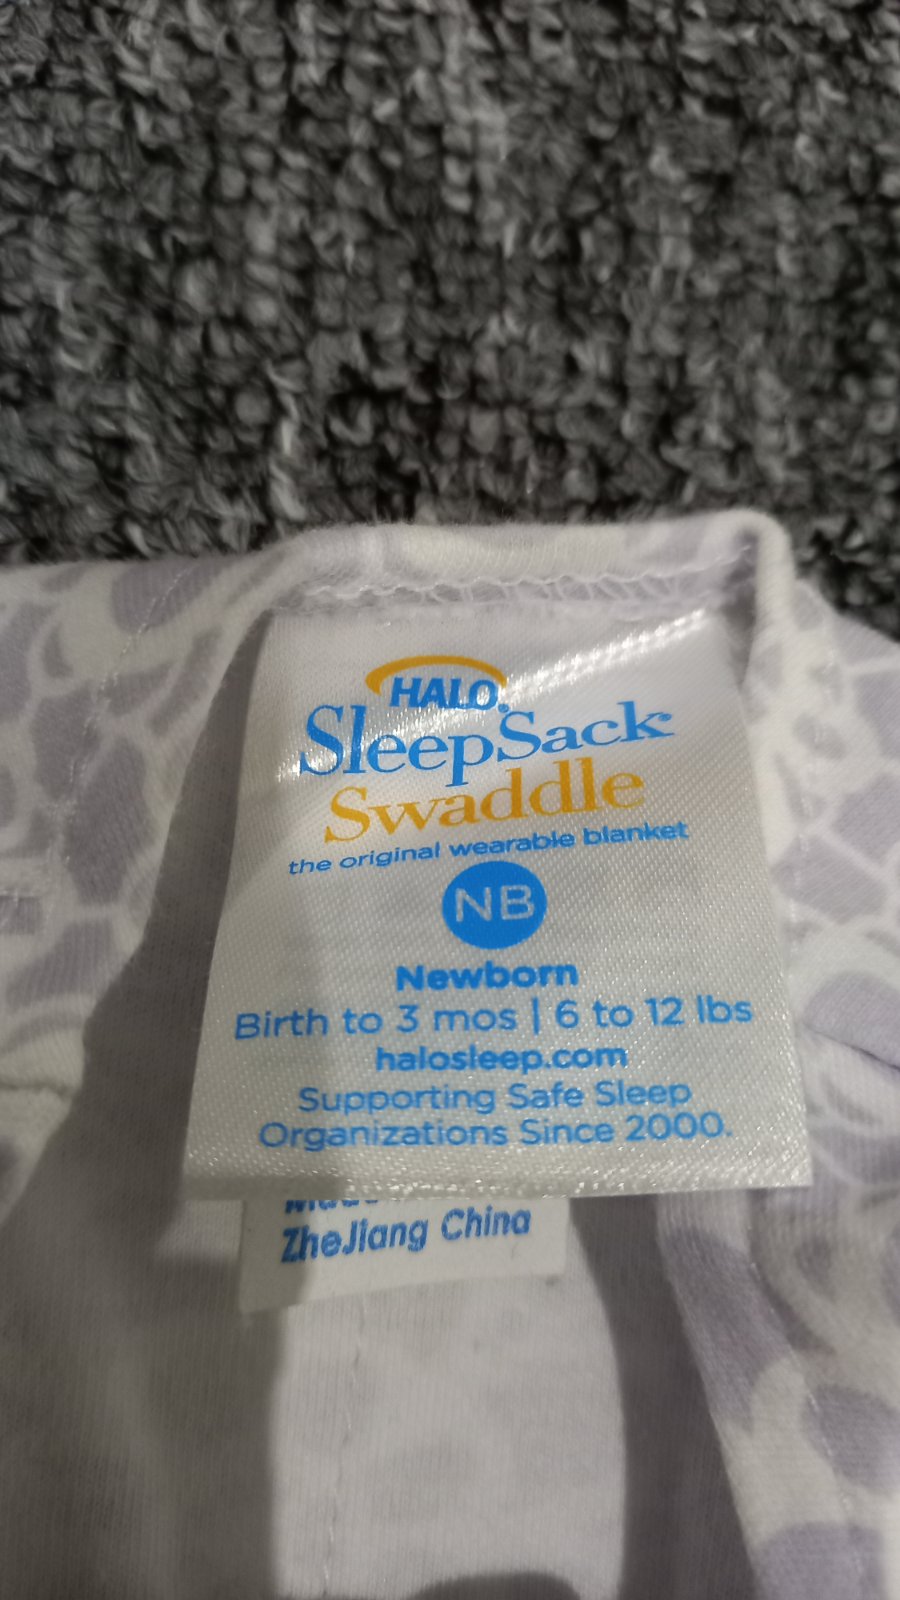 HALO®
SleepSack
Swaddle
the original wearable blanket
NB
Newborn
Birth to 3 mos | 6 to 12 lbs
halosleep.com
Supporting Safe Sleep
Organizations Since 2000.
ZheJiang China